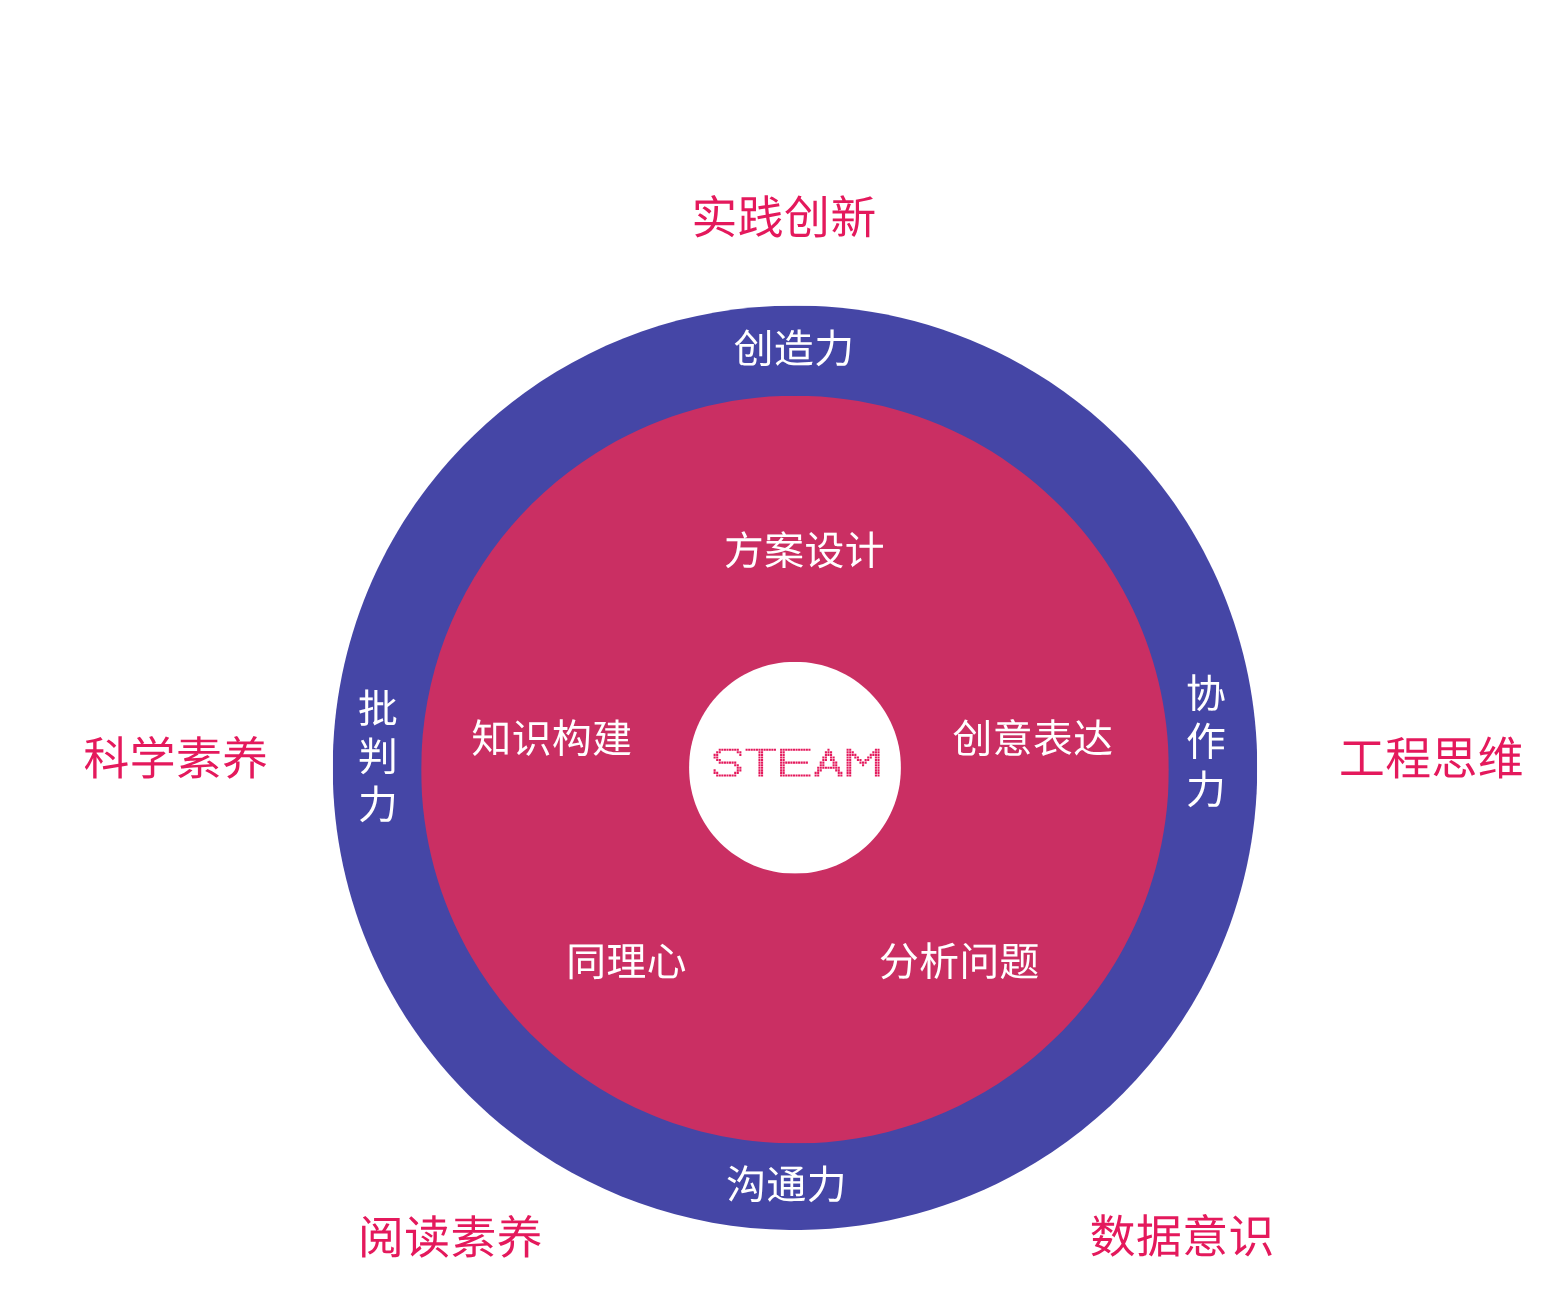 实践创新
创造力
方案设计
批判力
知识构建
STEAM
创意表达
协作力
科学素养
工程思维
同理心
分析问题
沟通力
阅读素养
数据意识